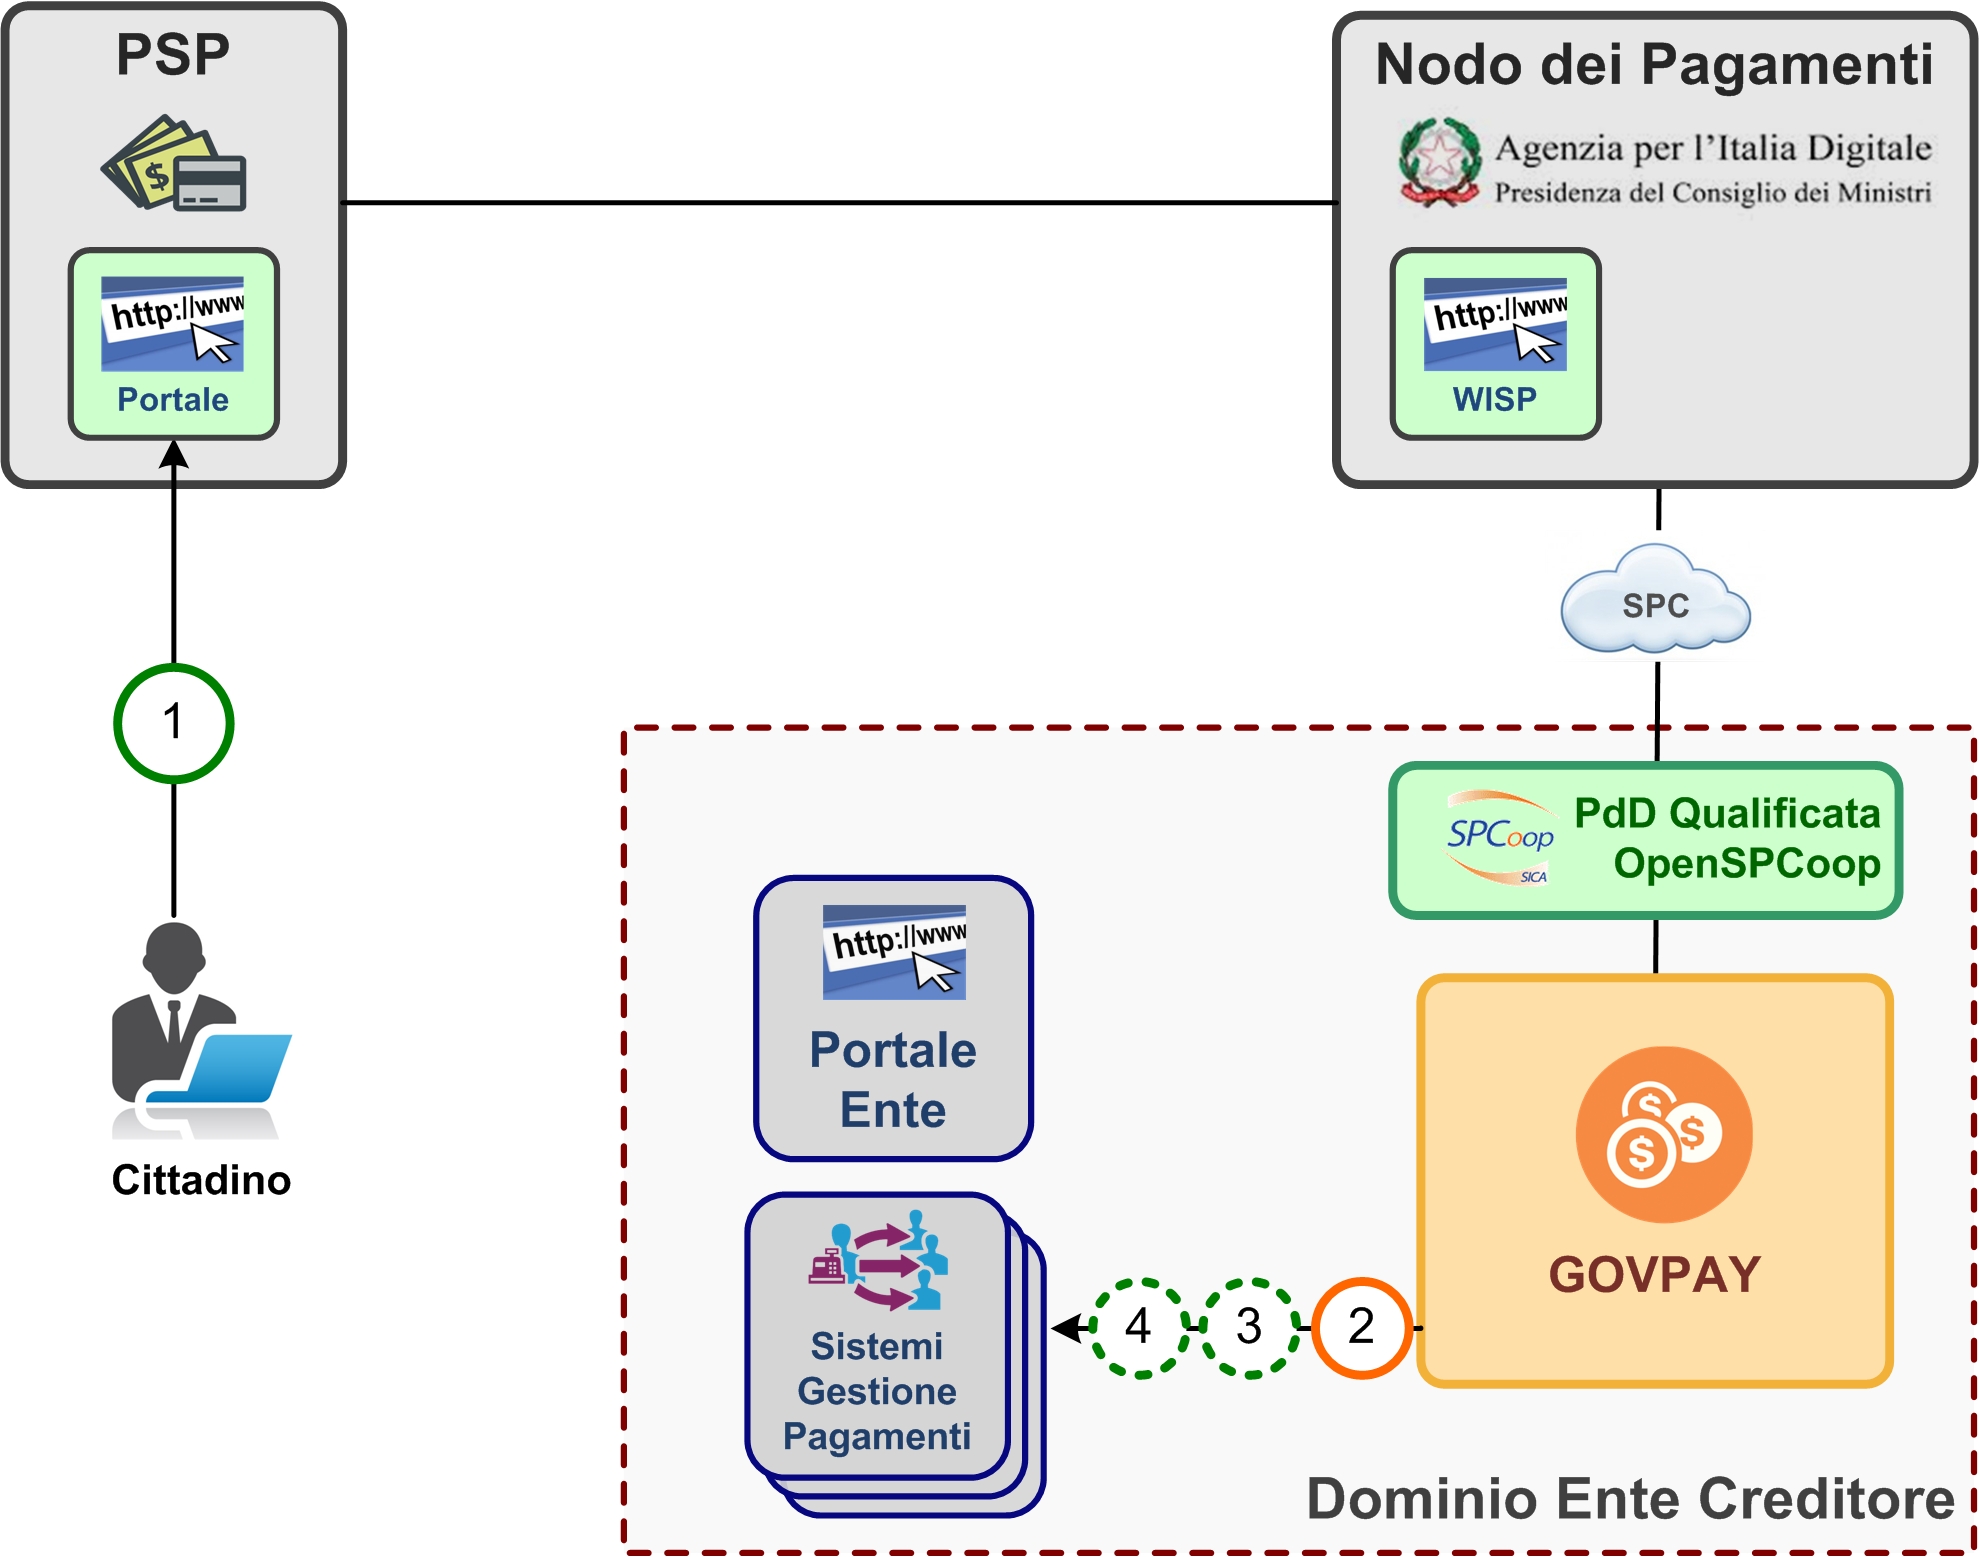 PSP
$
http://www
Portale
Nodo dei Pagamenti
Agenzia per l'Italia Digitale
Presidenza del Consiglio dei Ministri
http://www
WISP
SPC
1
Cittadino
SPCoop
SICA
PdD Qualificata
OpenSPCoop
http://www
Portale
Ente
$
$
$
GOVPAY
Sistemi
Gestione
Pagamenti
4
3
2
Dominio Ente Creditore